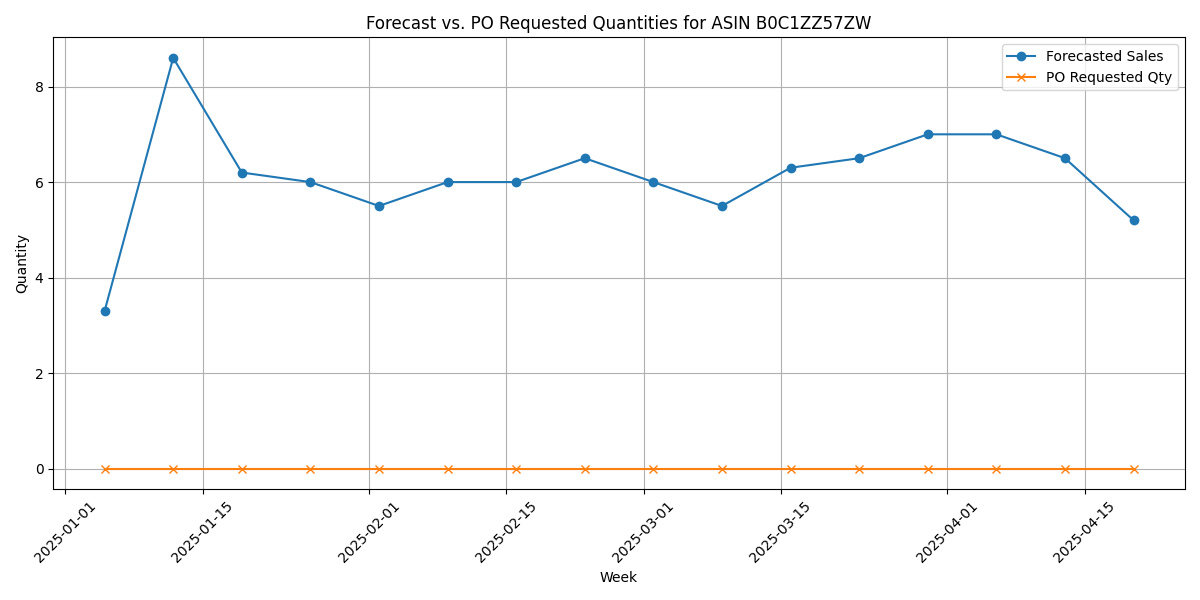 Forecast vs. PO Requested Quantities for ASIN B0C1ZZ57ZW
Forecasted Sales
PO Requested Qty
8
6
4
2
0
Quantity
2025-01-01
2025-01-15
2025-02-01
2025-02-15
2025-03-01
2025-03-15
2025-04-01
2025-04-15
Week